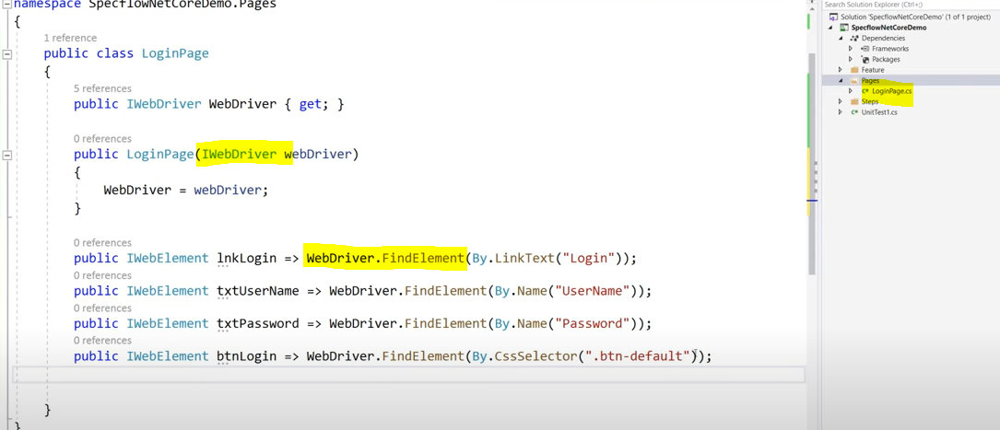 namespace SpecflowNetCoreDemo.Pages
{
1 reference
public class LoginPage
{
5 references
public IWebDriver WebDriver { get; }
0 references
public LoginPage(IWebDriver webDriver)
{
WebDriver = webDriver;
}
0 references
public IWebElement lnkLogin => WebDriver.FindElement(By.LinkText("Login"));
0 references
public IWebElement txtUserName => WebDriver.FindElement(By.Name("UserName"));
0 references
public IWebElement txtPassword => WebDriver.FindElement(By.Name("Password"));
0 references
public IWebElement btnLogin => WebDriver.FindElement(By.CssSelector(".btn-default"));
}
}
Search Solution Explorer (Ctrl+;)
Solution 'SpecflowNetCoreDemo' (1 of 1 project)
SpecflowNetCoreDemo
Dependencies
Frameworks
Packages
Feature
Pages
C# LoginPage.cs
Steps
C# UnitTest1.cs